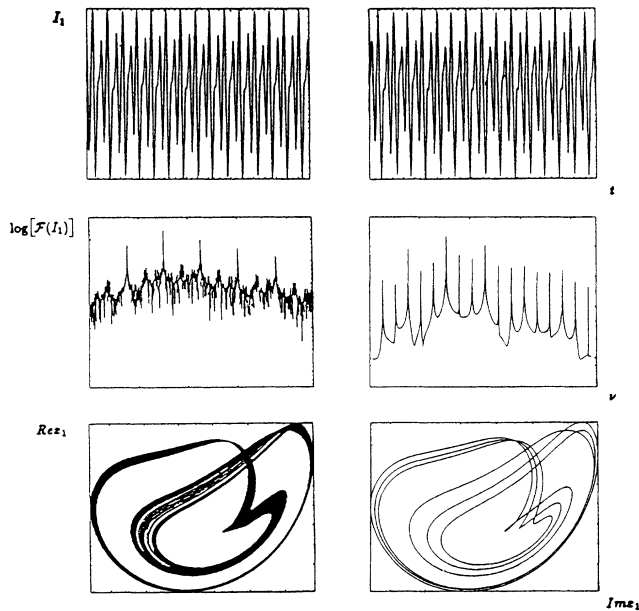 I₁
t
log[𝓕(I₁)]
ν
Rez₁
Imz₁